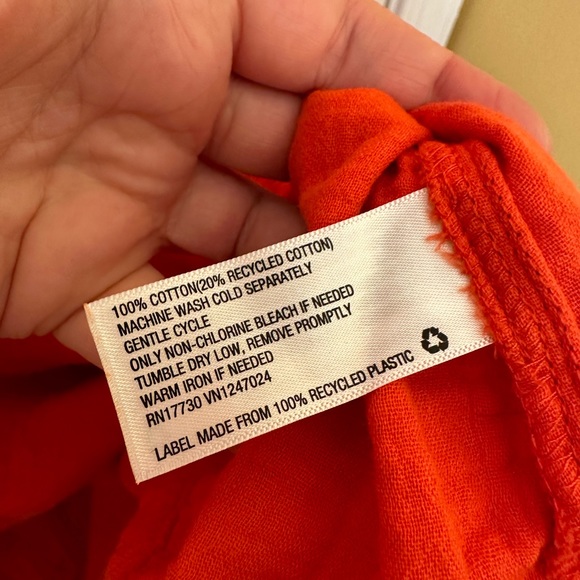 100% COTTON(20% RECYCLED COTTON)
MACHINE WASH COLD SEPARATELY
GENTLE CYCLE
ONLY NON-CHLORINE BLEACH IF NEEDED
TUMBLE DRY LOW, REMOVE PROMPTLY
WARM IRON IF NEEDED
RN17730 VN1247024
LABEL MADE FROM 100% RECYCLED PLASTIC